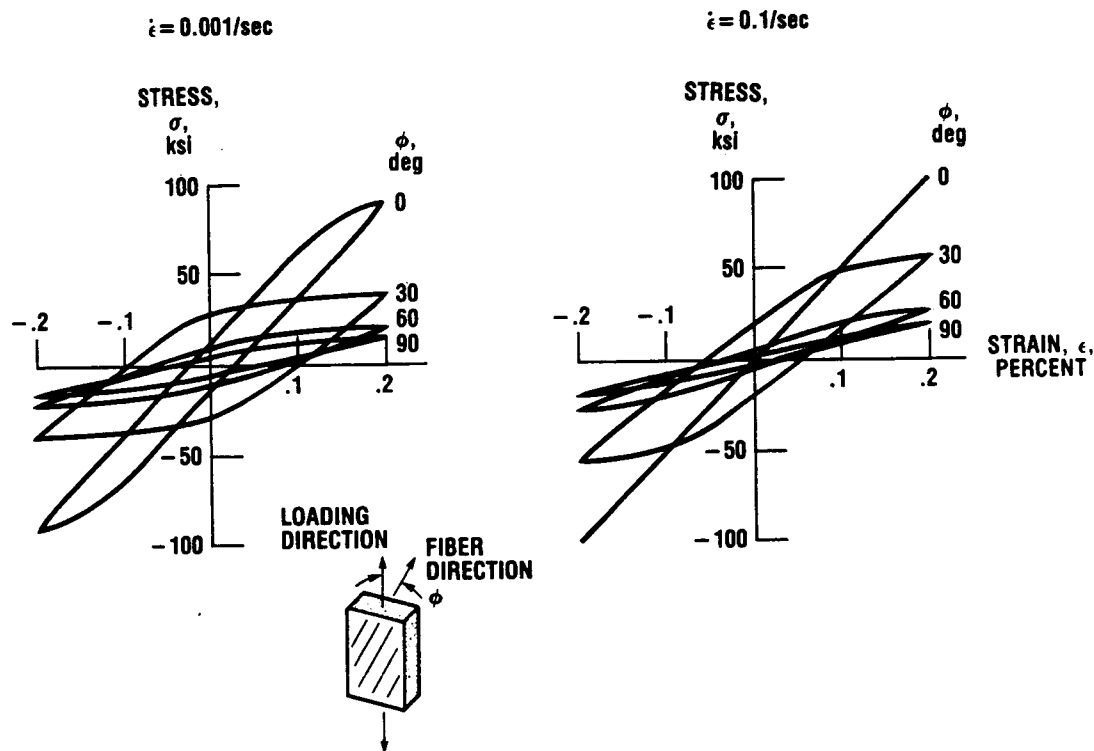 ε̇ = 0.001/sec
STRESS,
σ,
ksi
ϕ,
deg
100
0
50
30
60
90
-.2
-.1
.1
.2
-50
-100
ε̇ = 0.1/sec
STRESS,
σ,
ksi
ϕ,
deg
100
0
50
30
60
90
-.2
-.1
.1
.2
STRAIN, ϵ,
PERCENT
-50
-100
LOADING
DIRECTION
FIBER
DIRECTION
ϕ